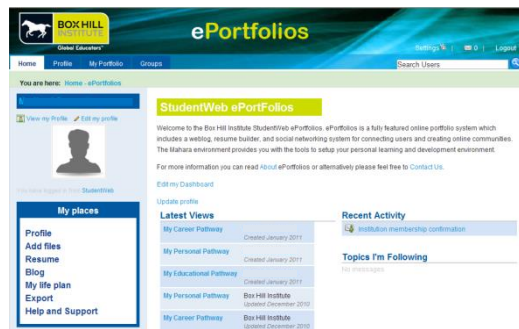 BOX HILL
INSTITUTE
Global Educators
ePortfolios
Settings | 0 | Logout
Home Profile My Portfolio Groups
Search Users
You are here: Home - ePortfolios
View my Profile Edit my profile
StudentWeb
My places
Profile
Add files
Resume
Blog
My life plan
Export
Help and Support
StudentWeb ePortFolios
Welcome to the Box Hill Institute StudentWeb ePortfolios. ePortfolios is a fully featured online portfolio system which
includes a weblog, resume builder, and social networking system for connecting users and creating online communities.
The Mahara environment provides you with the tools to setup your personal learning and development environment
For more information you can read About ePortfolios or alternatively please feel free to Contact Us.
Edit my Dashboard
Update profile
Latest Views
My Career Pathway
Created January 2011
My Personal Pathway
Created January 2011
My Educational Pathway
Created January 2011
My Personal Pathway Box Hill Institute
Updated December 2010
My Career Pathway Box Hill Institute
Updated December 2010
Recent Activity
Institution membership confirmation
Topics I'm Following
No messages